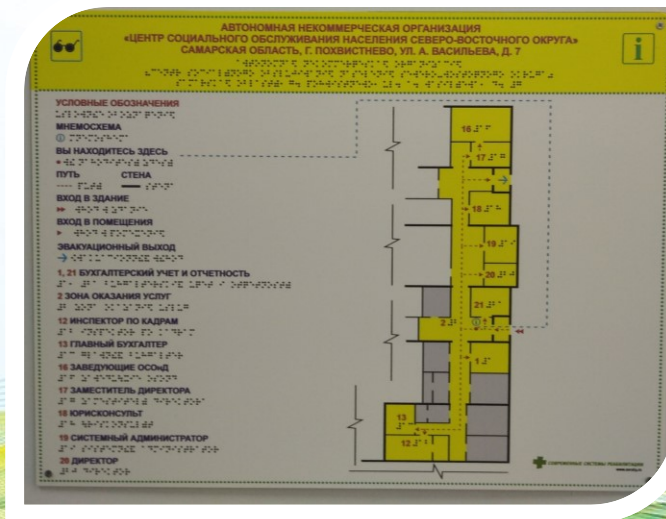 АВТОНОМНАЯ НЕКОММЕРЧЕСКАЯ ОРГАНИЗАЦИЯ
«ЦЕНТР СОЦИАЛЬНОГО ОБСЛУЖИВАНИЯ НАСЕЛЕНИЯ СЕВЕРО-ВОСТОЧНОГО ОКРУГА»
САМАРСКАЯ ОБЛАСТЬ, Г. ПОХВИСТНЕВО, УЛ. А. ВАСИЛЬЕВА, Д. 7
i
УСЛОВНЫЕ ОБОЗНАЧЕНИЯ
МНЕМОСХЕМА
ВЫ НАХОДИТЕСЬ ЗДЕСЬ
ПУТЬ СТЕНА
ВХОД В ЗДАНИЕ
ВХОД В ПОМЕЩЕНИЯ
ЭВАКУАЦИОННЫЙ ВЫХОД
1, 21 БУХГАЛТЕРСКИЙ УЧЕТ И ОТЧЕТНОСТЬ
2 ЗОНА ОКАЗАНИЯ УСЛУГ
12 ИНСПЕКТОР ПО КАДРАМ
13 ГЛАВНЫЙ БУХГАЛТЕР
16 ЗАВЕДУЮЩИЕ ОСОнД
17 ЗАМЕСТИТЕЛЬ ДИРЕКТОРА
18 ЮРИСКОНСУЛЬТ
19 СИСТЕМНЫЙ АДМИНИСТРАТОР
20 ДИРЕКТОР
16
17
18
19
20
21
2
1
13
12
СОВРЕМЕННЫЕ СИСТЕМЫ РЕАБИЛИТАЦИИ